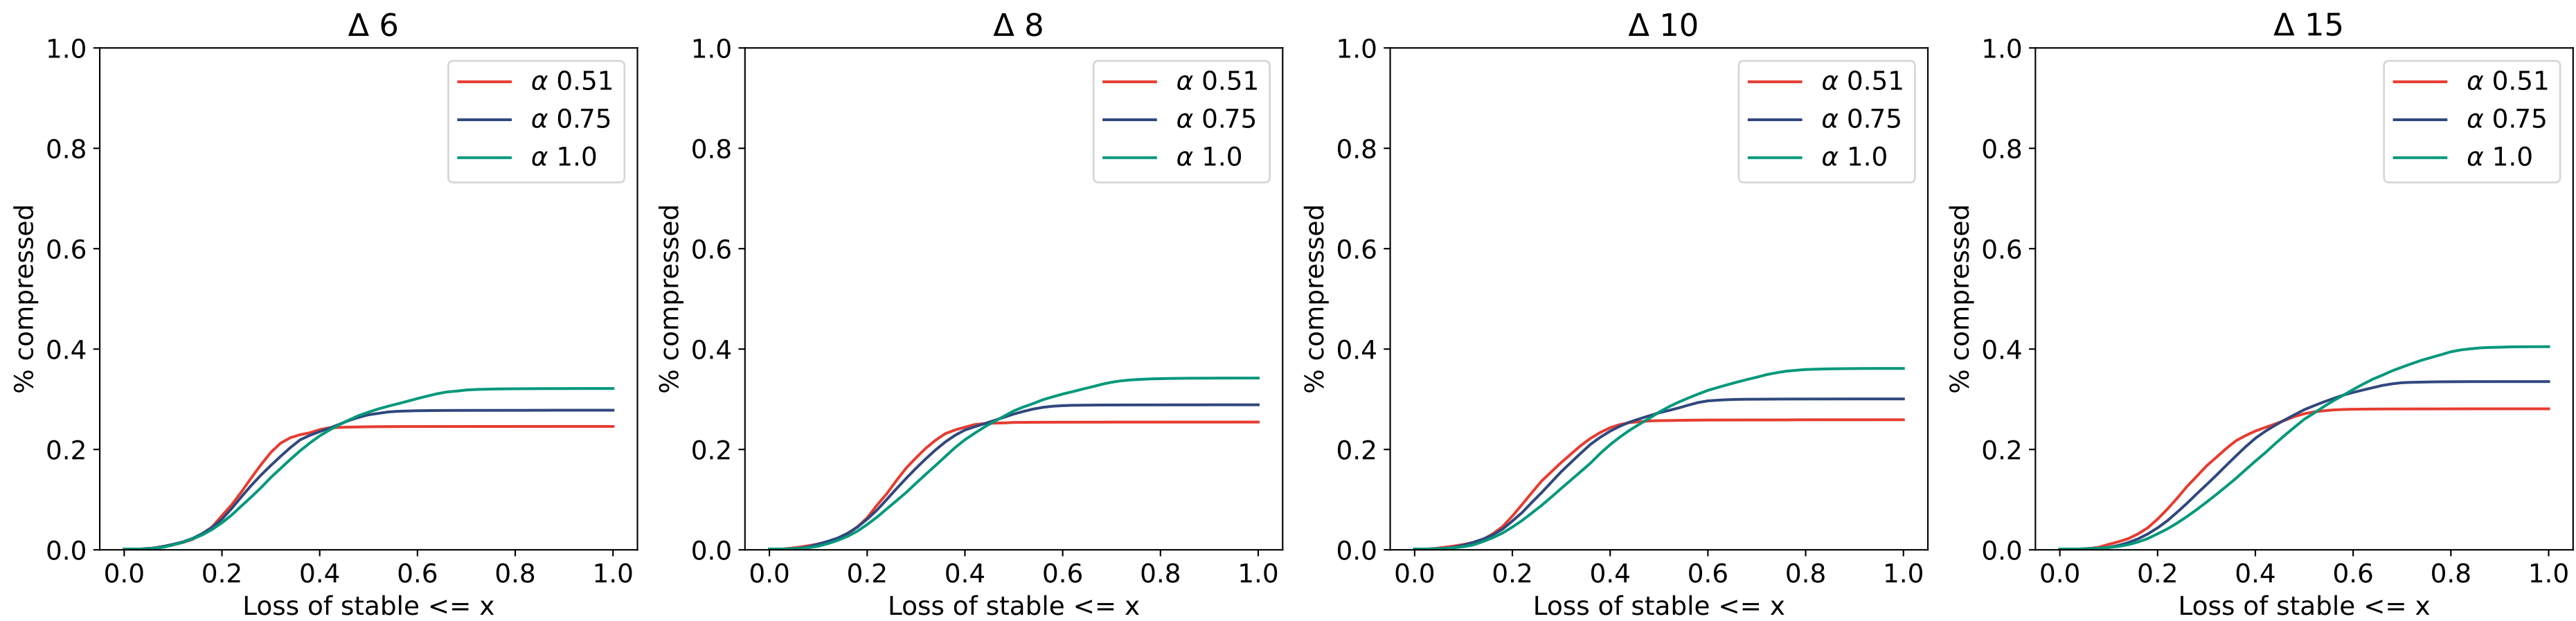 Δ 6
1.0
0.8
0.6
0.4
0.2
0.0
% compressed
α 0.51
α 0.75
α 1.0
0.0 0.2 0.4 0.6 0.8 1.0
Loss of stable <= x
Δ 8
1.0
0.8
0.6
0.4
0.2
0.0
% compressed
α 0.51
α 0.75
α 1.0
0.0 0.2 0.4 0.6 0.8 1.0
Loss of stable <= x
Δ 10
1.0
0.8
0.6
0.4
0.2
0.0
% compressed
α 0.51
α 0.75
α 1.0
0.0 0.2 0.4 0.6 0.8 1.0
Loss of stable <= x
Δ 15
1.0
0.8
0.6
0.4
0.2
0.0
% compressed
α 0.51
α 0.75
α 1.0
0.0 0.2 0.4 0.6 0.8 1.0
Loss of stable <= x